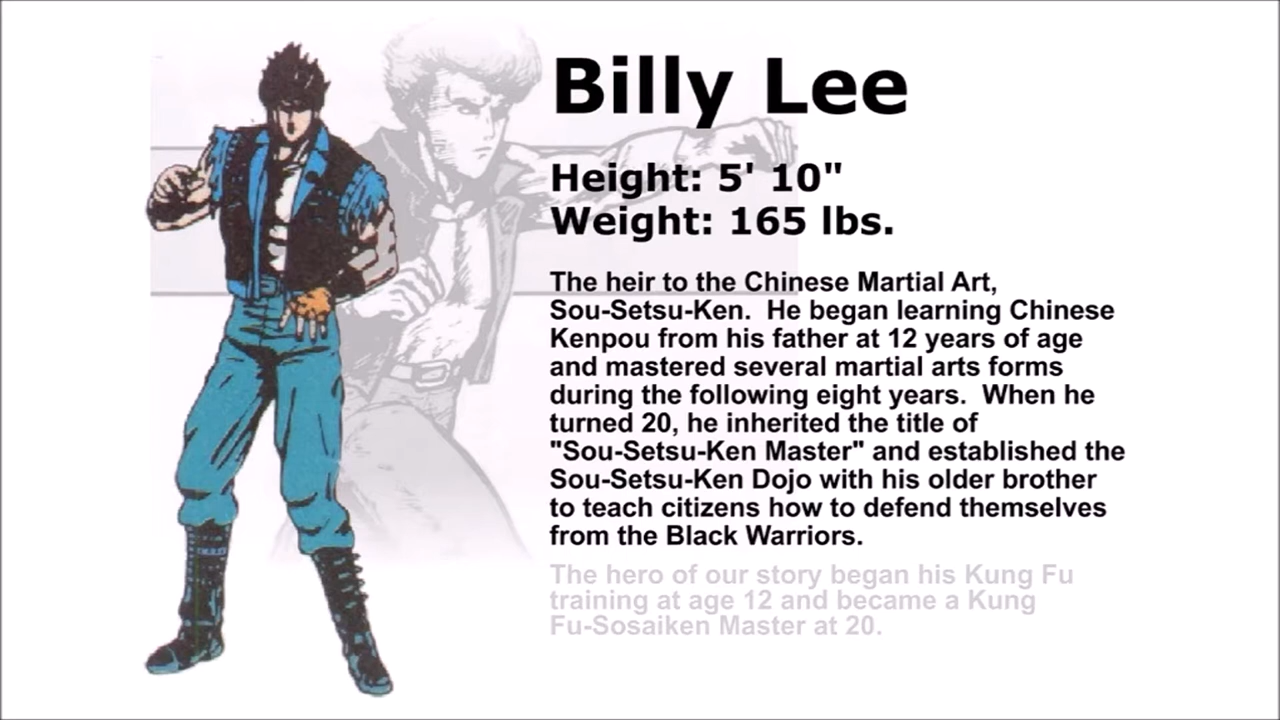 Billy Lee
Height: 5' 10"
Weight: 165 lbs.
The heir to the Chinese Martial Art,
Sou-Setsu-Ken.  He began learning Chinese
Kenpou from his father at 12 years of age
and mastered several martial arts forms
during the following eight years.  When he
turned 20, he inherited the title of
"Sou-Setsu-Ken Master" and established the
Sou-Setsu-Ken Dojo with his older brother
to teach citizens how to defend themselves
from the Black Warriors.
The hero of our story began his Kung Fu
training at age 12 and became a Kung
Fu-Sosaiken Master at 20.